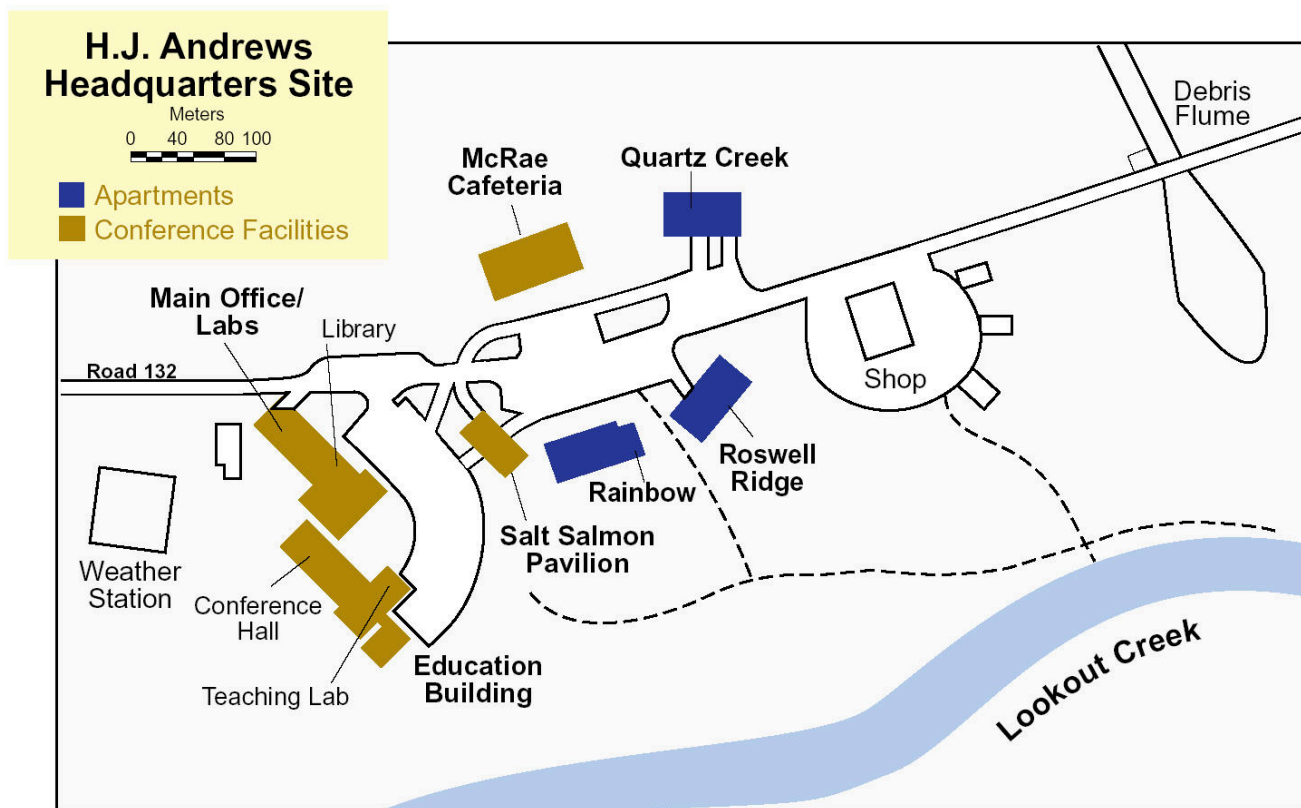 H.J. Andrews
Headquarters Site
Meters
0 40 80 100
Apartments
Conference Facilities
Debris
Flume
McRae
Cafeteria
Quartz Creek
Main Office/
Labs
Library
Road 132
Shop
Roswell
Ridge
Rainbow
Salt Salmon
Pavilion
Weather
Station
Conference
Hall
Teaching Lab
Education
Building
Lookout Creek